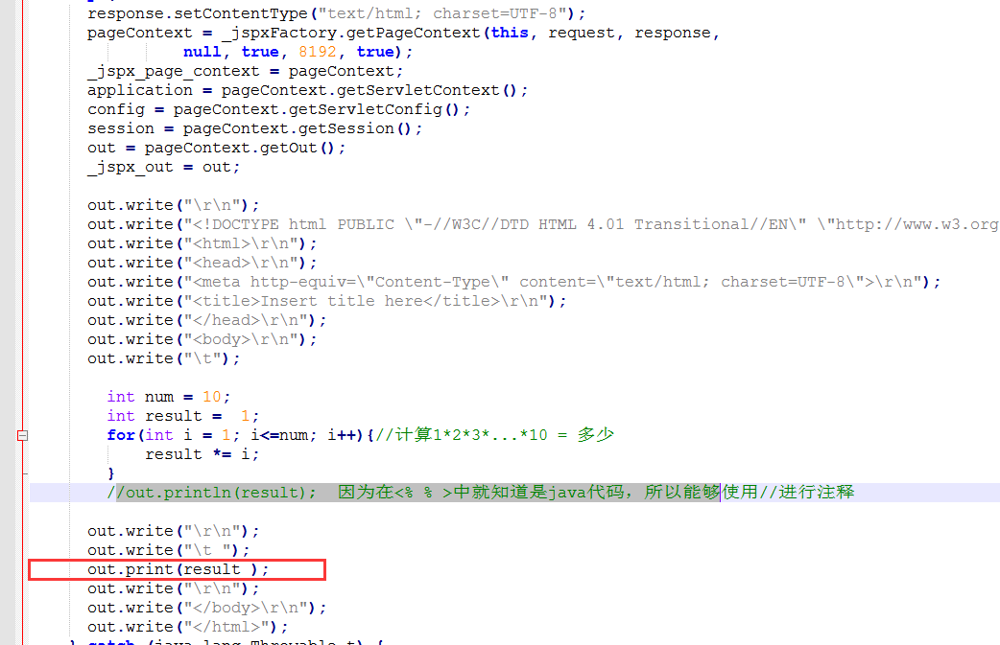 response.setContentType("text/html; charset=UTF-8");
pageContext = _jspxFactory.getPageContext(this, request, response,
null, true, 8192, true);
_jspx_page_context = pageContext;
application = pageContext.getServletContext();
config = pageContext.getServletConfig();
session = pageContext.getSession();
out = pageContext.getOut();
_jspx_out = out;
out.write("\r\n");
out.write("<!DOCTYPE html PUBLIC \"-//W3C//DTD HTML 4.01 Transitional//EN\" \"http://www.w3.org
out.write("<html>\r\n");
out.write("<head>\r\n");
out.write("<meta http-equiv=\"Content-Type\" content=\"text/html; charset=UTF-8\">\r\n");
out.write("<title>Insert title here</title>\r\n");
out.write("</head>\r\n");
out.write("<body>\r\n");
out.write("\t");
int num = 10;
int result =  1;
for(int i = 1; i<=num; i++){//计算1*2*3*...*10 = 多少
result *= i;
}
//out.println(result);  因为在<% % >中就知道是java代码，所以能够使用//进行注释
out.write("\r\n");
out.write("\t ");
out.print(result );
out.write("\r\n");
out.write("</body>\r\n");
out.write("</html>");
} catch (java.lang.Throwable t) {